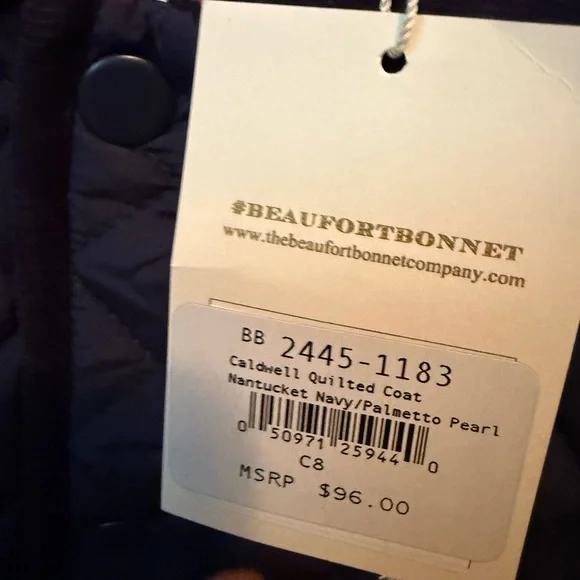 #BEAUFORTBONNET
www.thebeaufortbonnetcompany.com
BB 2445-1183
Caldwell Quilted Coat
Nantucket Navy/Palmetto Pearl
0 50971 25944 0
C8
MSRP $96.00